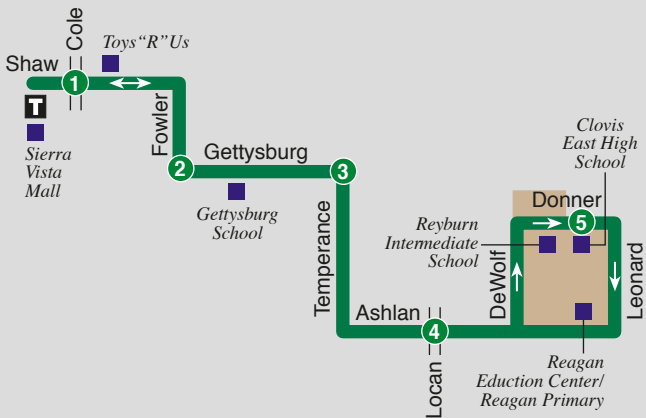 Toys“R”Us
Cole
Shaw
1
T
Sierra
Vista
Mall
Fowler
2
Gettysburg
3
Gettysburg
School
Temperance
Ashlan
4
Locan
Clovis
East High
School
Donner
5
Reyburn
Intermediate
School
DeWolf
Leonard
Reagan
Eduction Center/
Reagan Primary